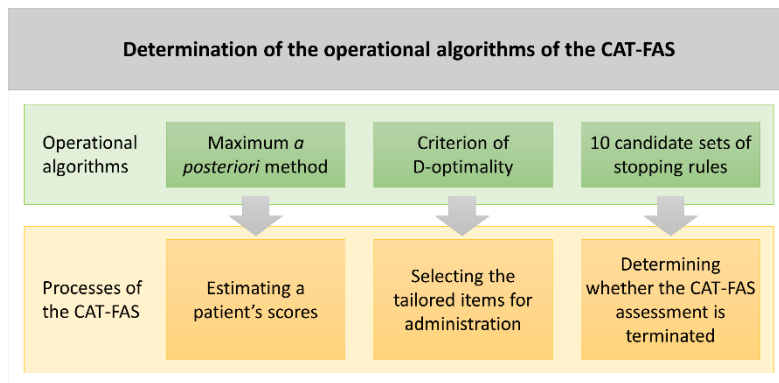 Determination of the operational algorithms of the CAT-FAS
Operational
algorithms
Maximum a
posteriori method
Criterion of
D-optimality
10 candidate sets of
stopping rules
Processes of
the CAT-FAS
Estimating a
patient's scores
Selecting the
tailored items for
administration
Determining
whether the CAT-FAS
assessment is
terminated